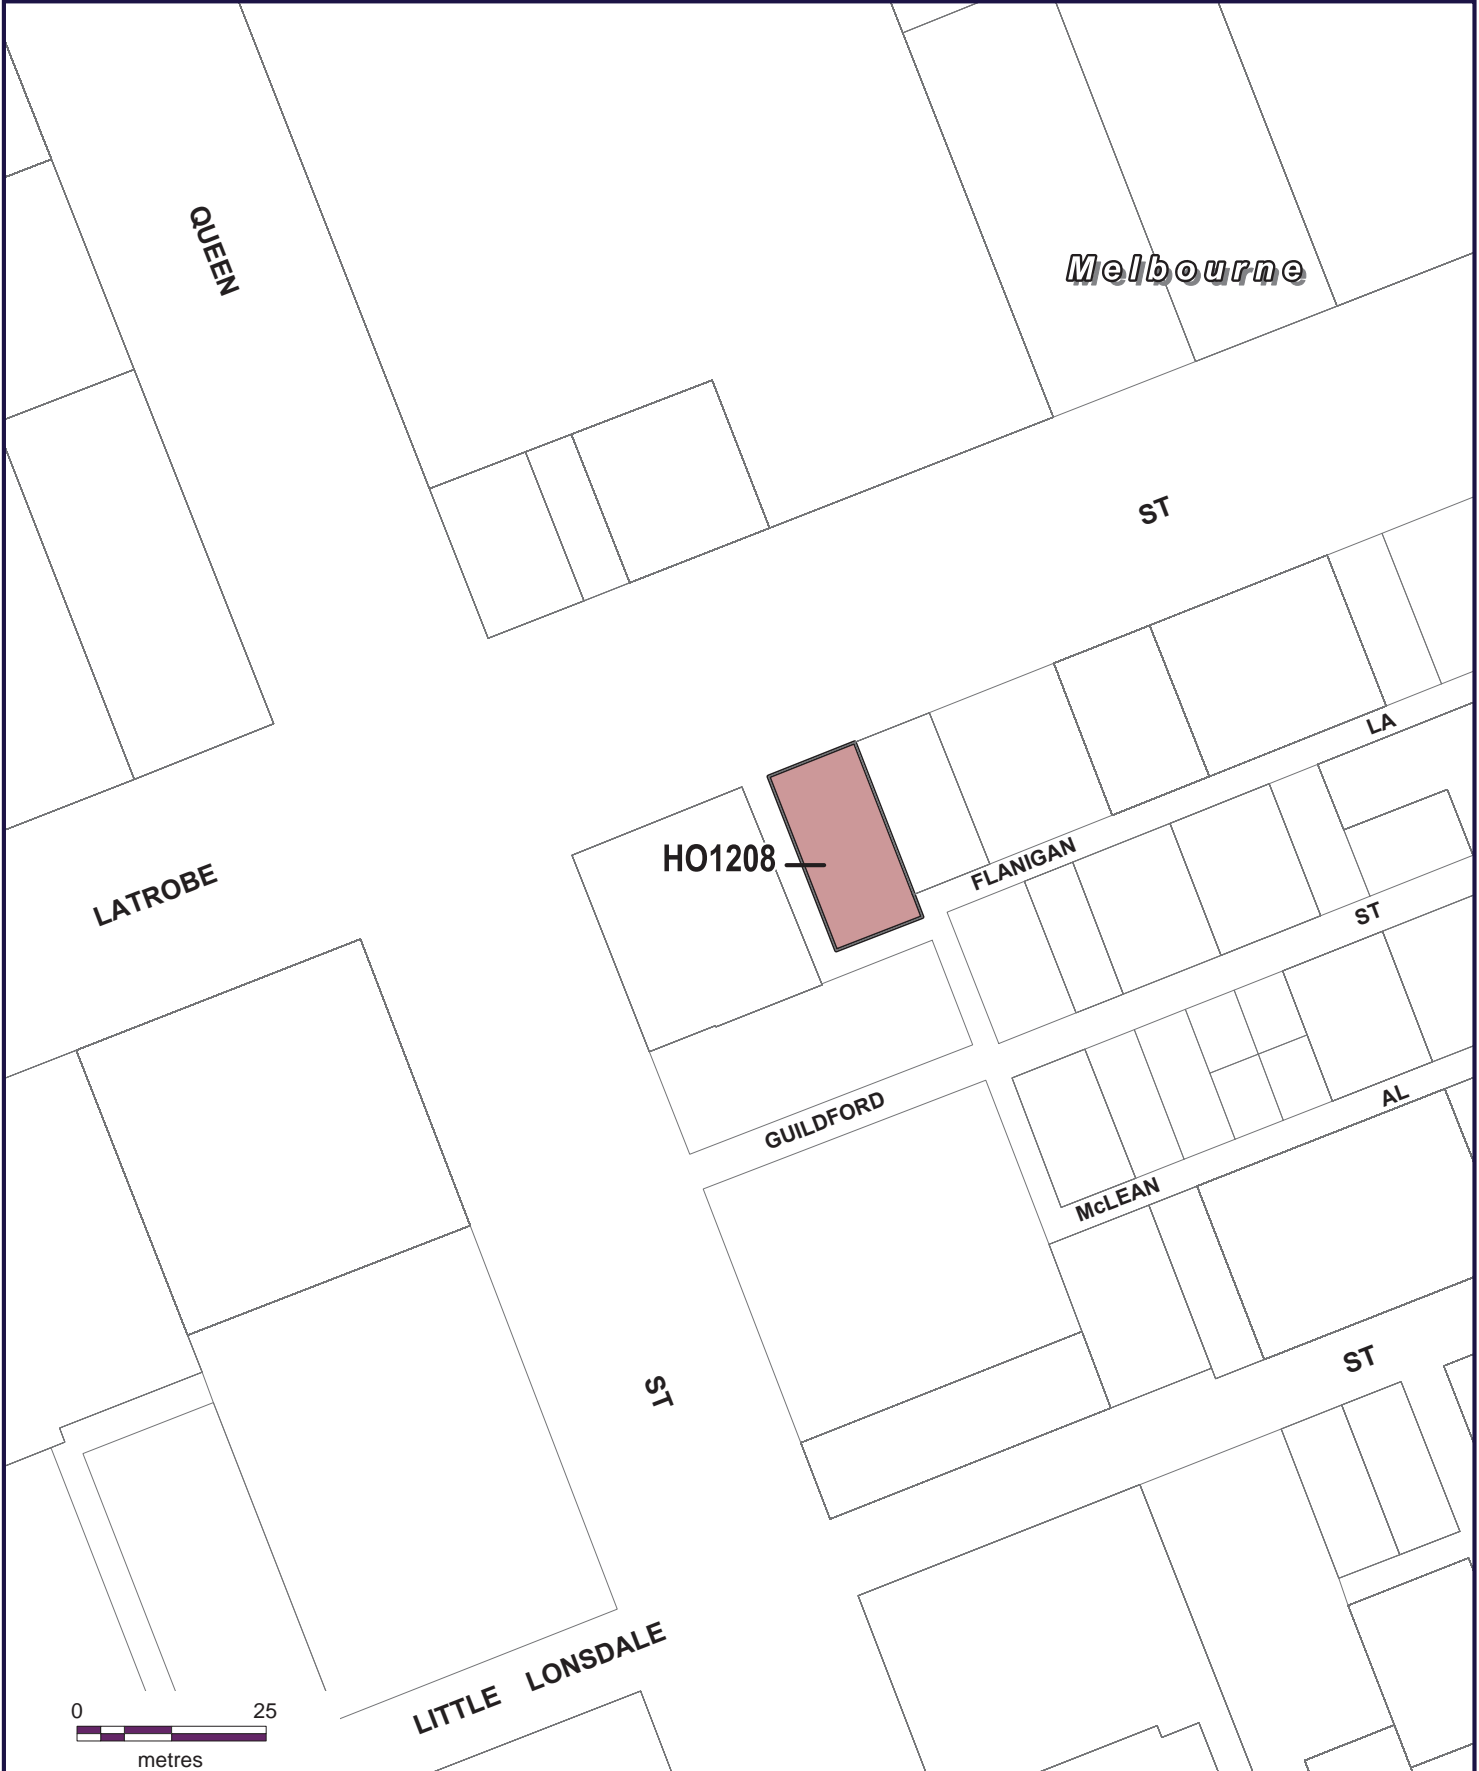 QUEEN
Melbourne
ST
LA
HO1208
FLANIGAN
LATROBE
ST
AL
GUILDFORD
McLEAN
ST
ST
LITTLE LONSDALE
0 25
metres